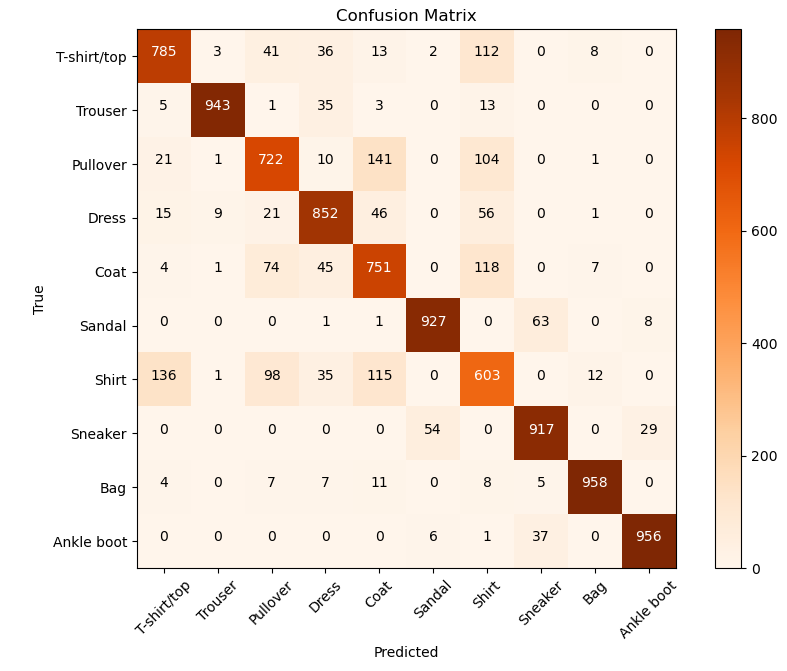 Confusion Matrix
T-shirt/top 785 3 41 36 13 2 112 0 8 0
Trouser 5 943 1 35 3 0 13 0 0 0
Pullover 21 1 722 10 141 0 104 0 1 0
Dress 15 9 21 852 46 0 56 0 1 0
Coat 4 1 74 45 751 0 118 0 7 0
Sandal 0 0 0 1 1 927 0 63 0 8
Shirt 136 1 98 35 115 0 603 0 12 0
Sneaker 0 0 0 0 0 54 0 917 0 29
Bag 4 0 7 7 11 0 8 5 958 0
Ankle boot 0 0 0 0 0 6 1 37 0 956
T-shirt/top Trouser Pullover Dress Coat Sandal Shirt Sneaker Bag Ankle boot
Predicted
True
800
600
400
200
0